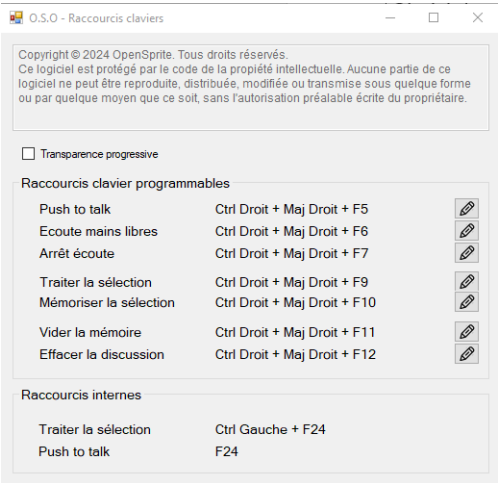 O.S.O - Raccourcis claviers
Copyright © 2024 OpenSprite. Tous droits réservés.
Ce logiciel est protégé par le code de la propiété intellectuelle. Aucune partie de ce
logiciel ne peut être reproduite, distribuée, modifiée ou transmise sous quelque forme
ou par quelque moyen que ce soit, sans l'autorisation préalable écrite du propriétaire.
Transparence progressive
Raccourcis clavier programmables
Push to talk Ctrl Droit + Maj Droit + F5
Ecoute mains libres Ctrl Droit + Maj Droit + F6
Arrêt écoute Ctrl Droit + Maj Droit + F7
Traiter la sélection Ctrl Droit + Maj Droit + F9
Mémoriser la sélection Ctrl Droit + Maj Droit + F10
Vider la mémoire Ctrl Droit + Maj Droit + F11
Effacer la discussion Ctrl Droit + Maj Droit + F12
Raccourcis internes
Traiter la sélection Ctrl Gauche + F24
Push to talk F24